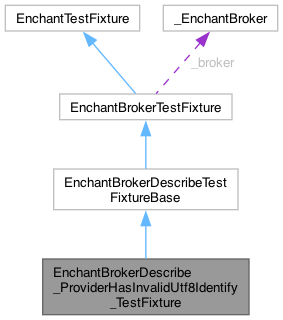 EnchantTestFixture
_EnchantBroker
_broker
EnchantBrokerTestFixture
EnchantBrokerDescribeTest
FixtureBase
EnchantBrokerDescribe
_ProviderHasInvalidUtf8Identify
_TestFixture